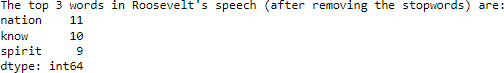 The top 3 words in Roosevelt's speech (after removing the stopwords) are:
nation    11
know      10
spirit     9
dtype: int64